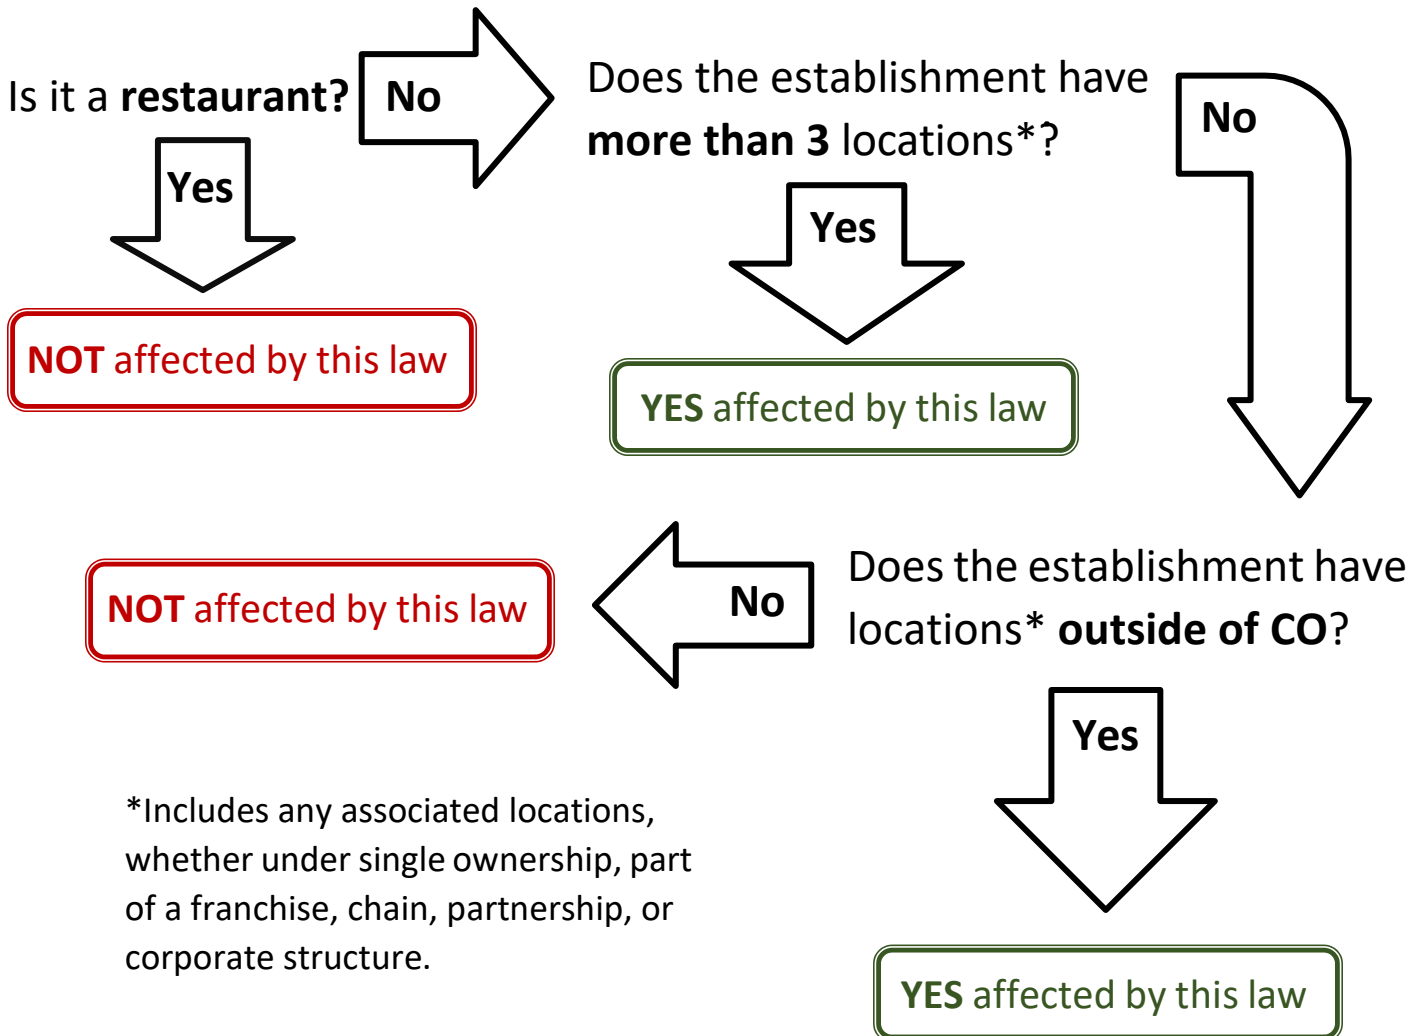 Is it a restaurant?
No
Yes
NOT affected by this law
Does the establishment have
more than 3 locations*?
Yes
YES affected by this law
No
Does the establishment have
locations* outside of CO?
No
NOT affected by this law
Yes
YES affected by this law
*Includes any associated locations,
whether under single ownership, part
of a franchise, chain, partnership, or
corporate structure.